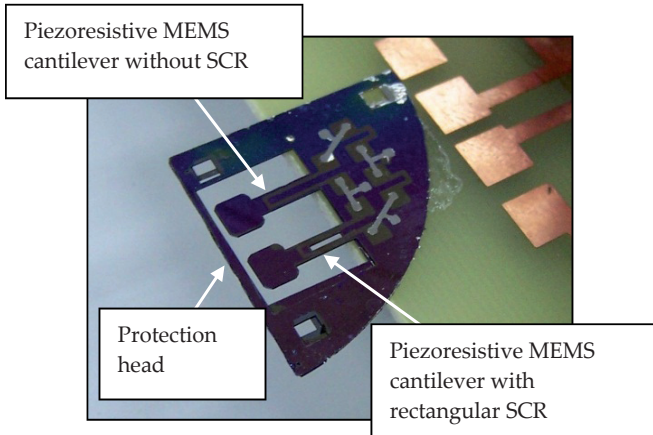 Piezoresistive MEMS
cantilever without SCR
Protection
head
Piezoresistive MEMS
cantilever with
rectangular SCR